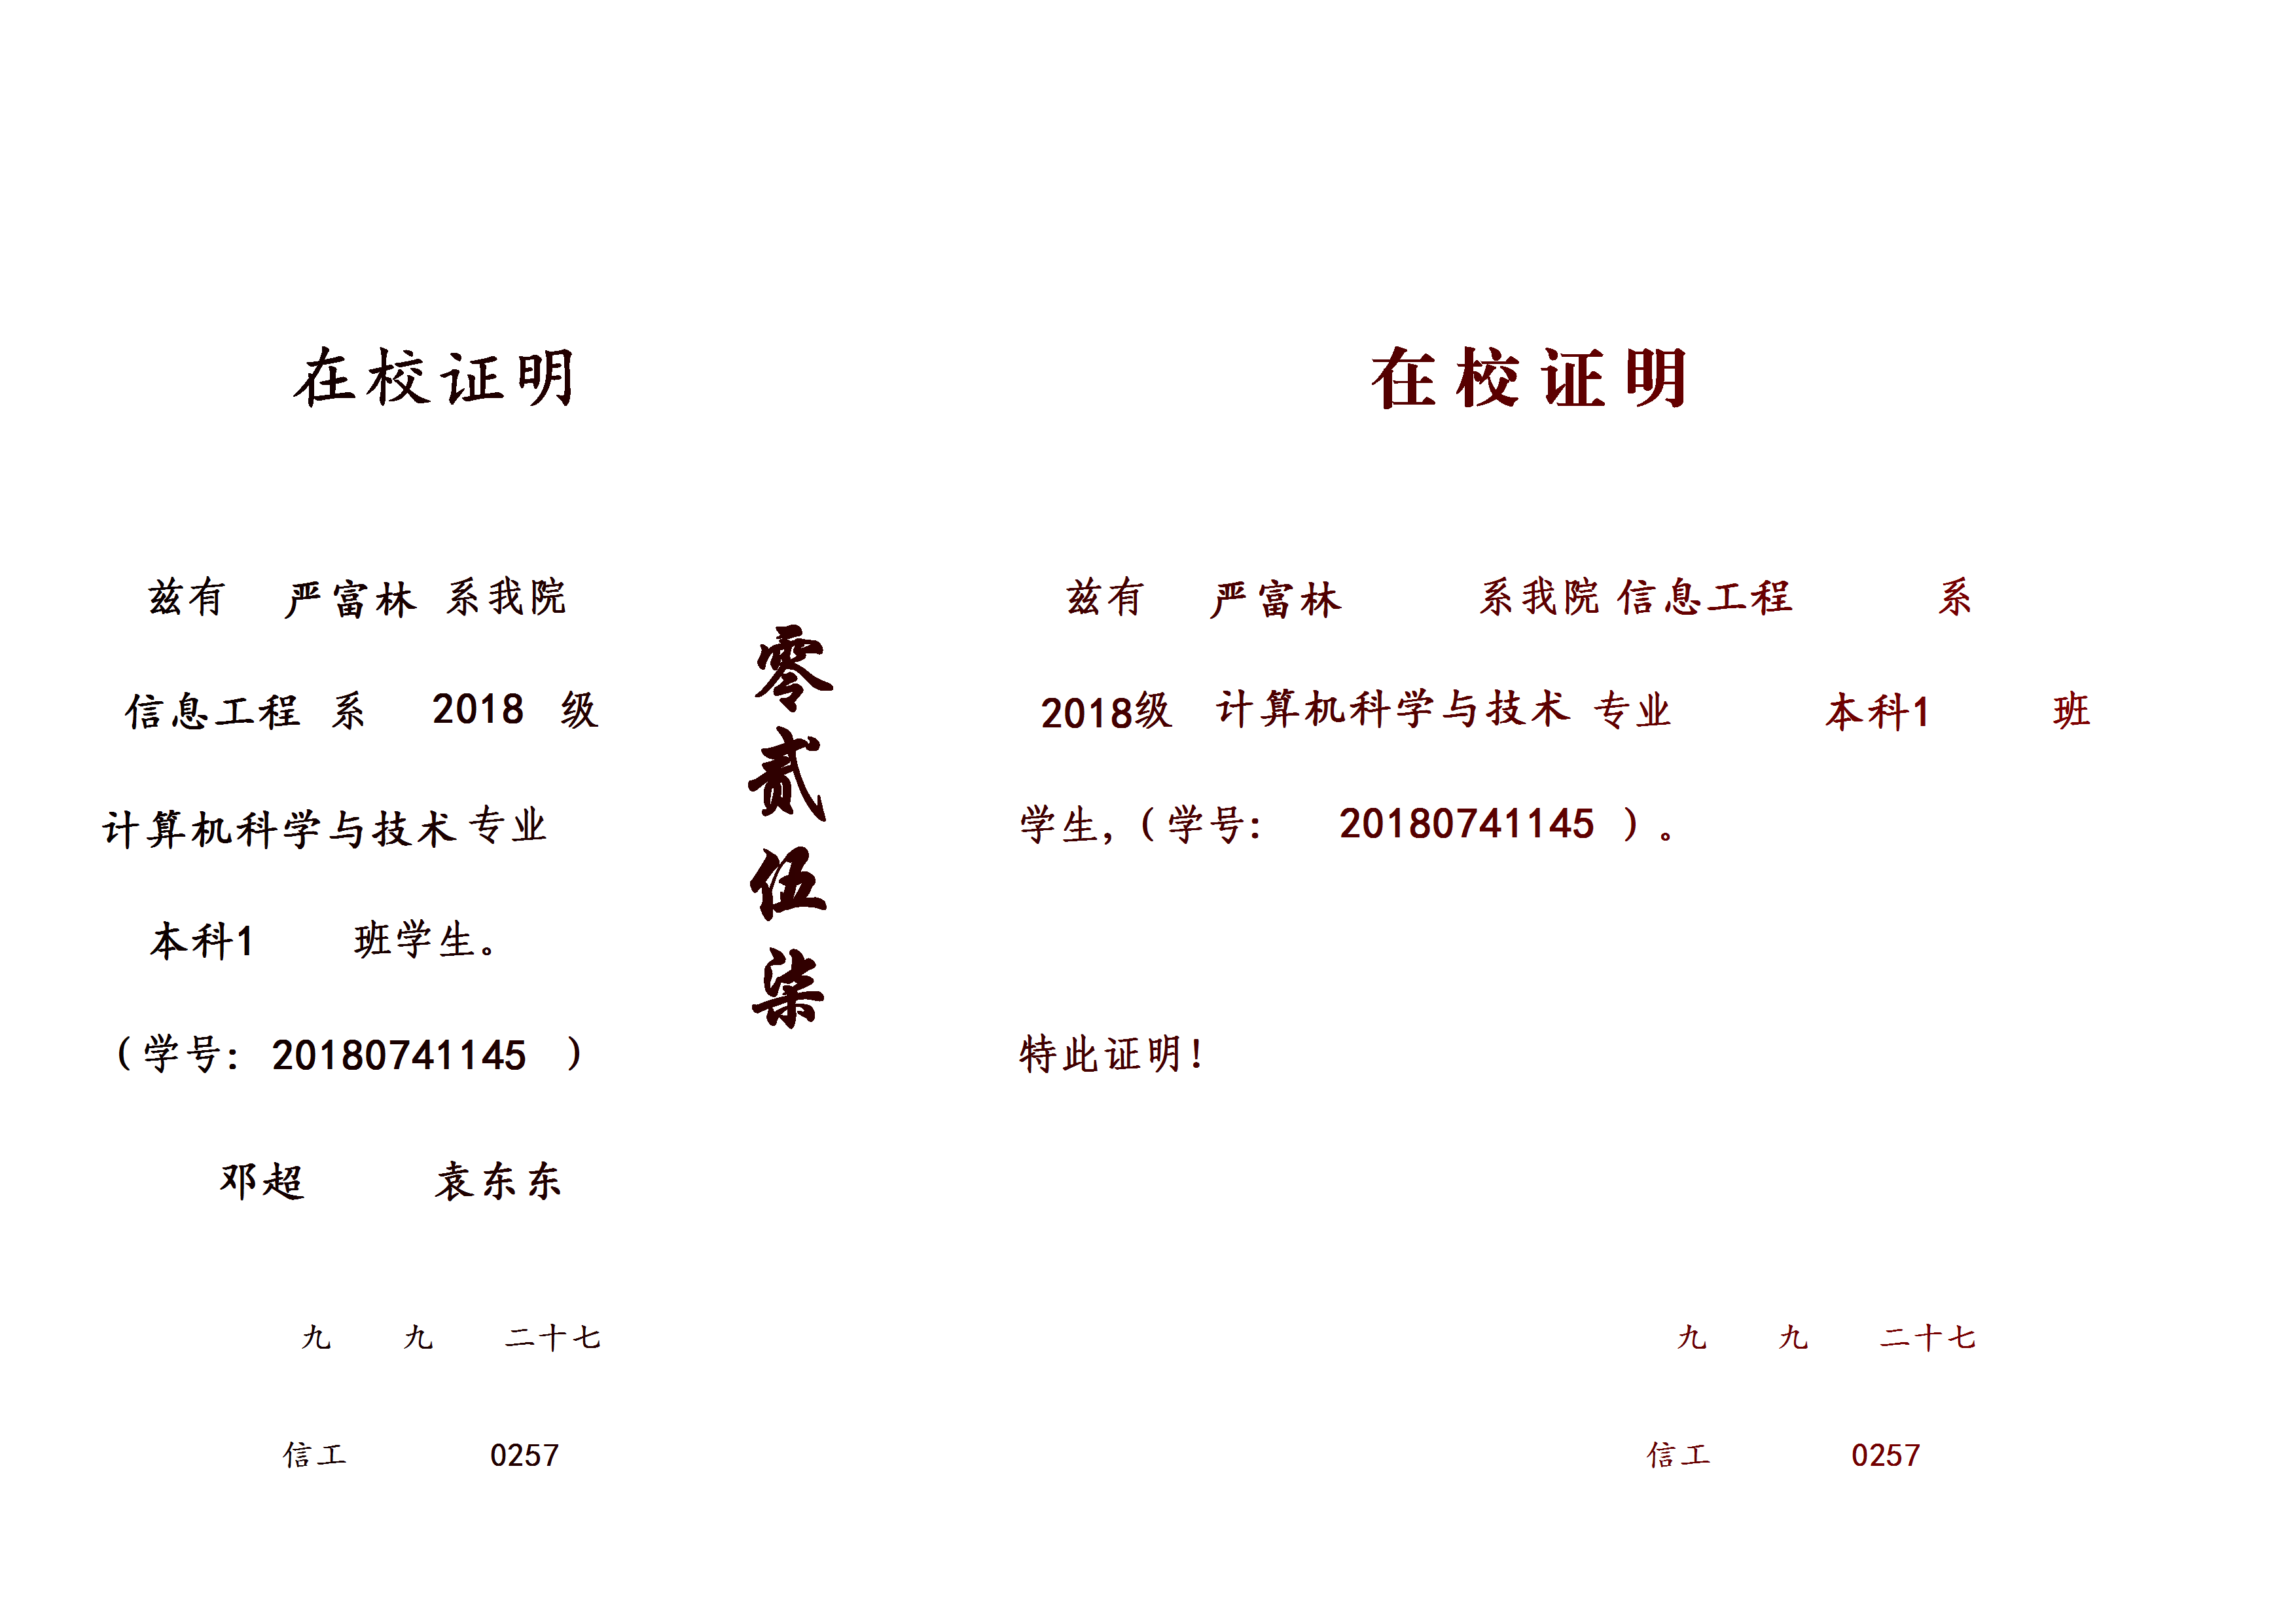 在校证明
兹有 严富林 系我院
信息工程 系 2018 级
计算机科学与技术 专业
本科1 班学生。
（学号: 20180741145 ）
邓超 袁东东
九 九 二十七
信工 0257
零贰伍柒
在校证明
兹有 严富林 系我院 信息工程 系
2018级 计算机科学与技术 专业 本科1 班
学生,（学号: 20180741145 ）。
特此证明!
九 九 二十七
信工 0257